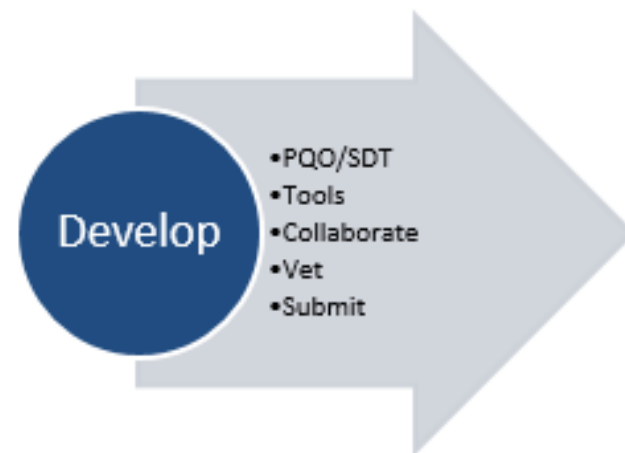 Develop
•PQO/SDT
•Tools
•Collaborate
•Vet
•Submit